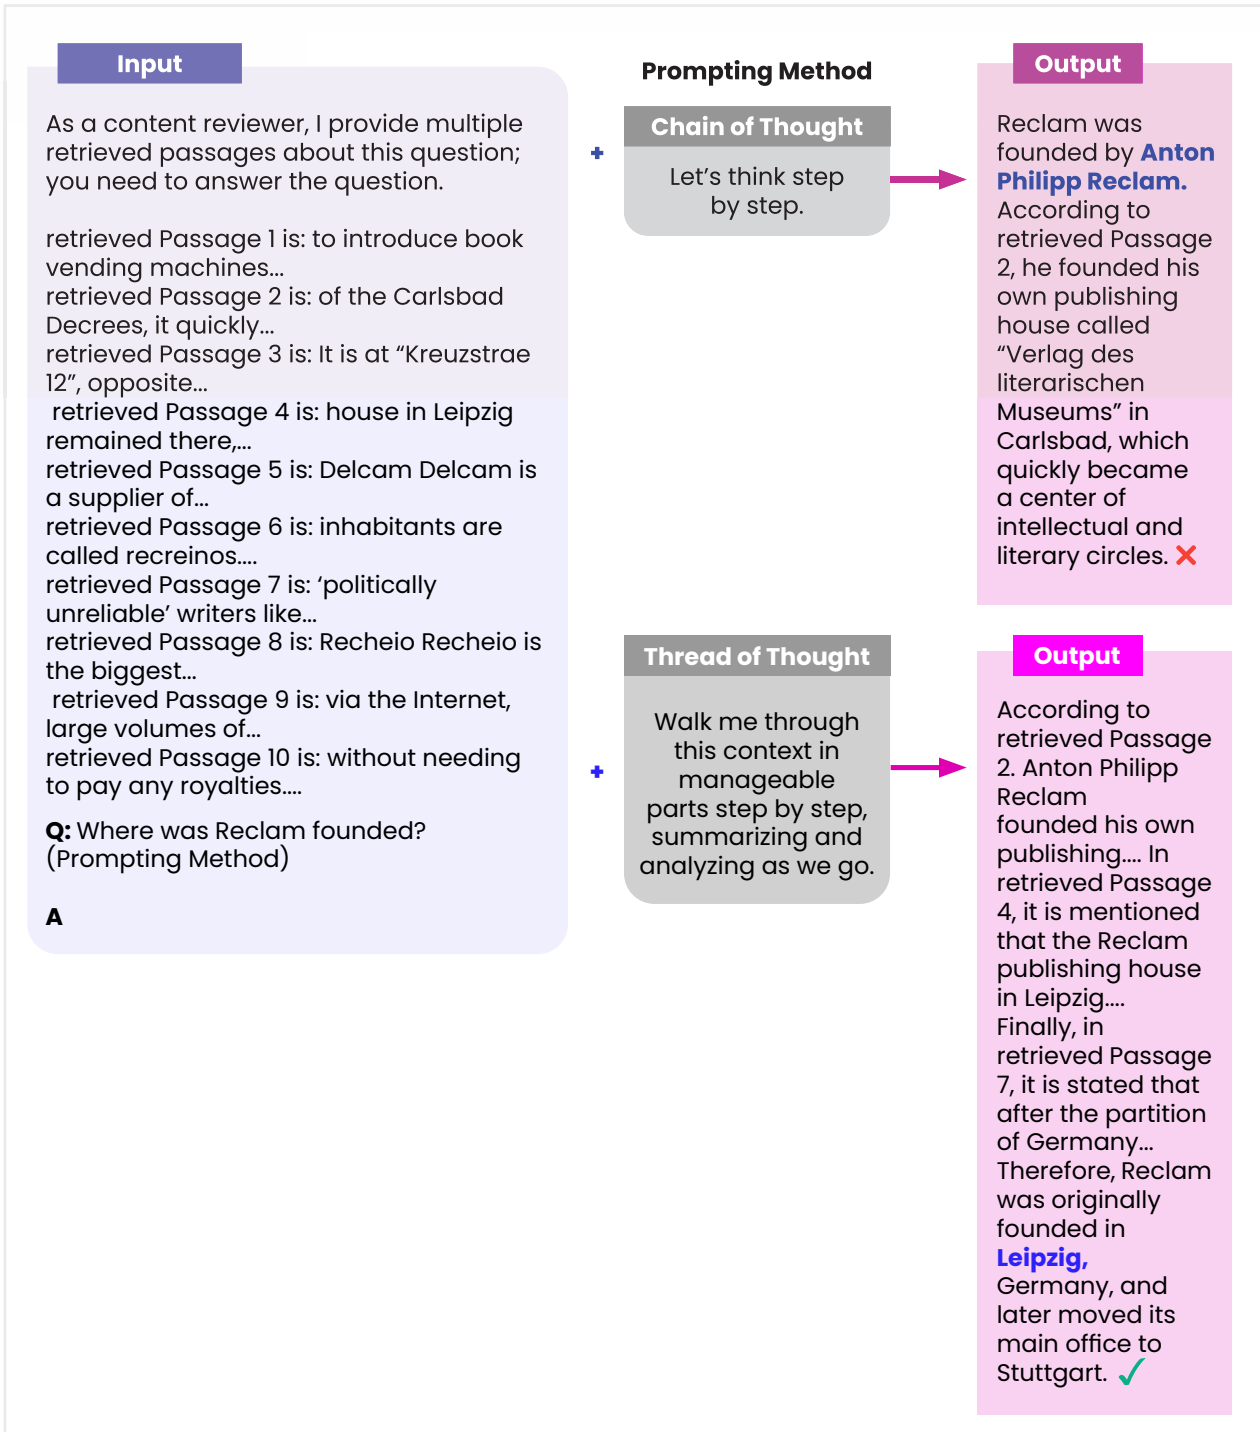 Input
As a content reviewer, I provide multiple
retrieved passages about this question;
you need to answer the question.
retrieved Passage 1 is: to introduce book
vending machines...
retrieved Passage 2 is: of the Carlsbad
Decrees, it quickly...
retrieved Passage 3 is: It is at “Kreuzstrae
12”, opposite...
retrieved Passage 4 is: house in Leipzig
remained there,...
retrieved Passage 5 is: Delcam Delcam is
a supplier of...
retrieved Passage 6 is: inhabitants are
called recreinos....
retrieved Passage 7 is: ‘politically
unreliable’ writers like...
retrieved Passage 8 is: Recheio Recheio is
the biggest...
retrieved Passage 9 is: via the Internet,
large volumes of...
retrieved Passage 10 is: without needing
to pay any royalties....
Q: Where was Reclam founded?
(Prompting Method)
A
Prompting Method
+
Chain of Thought
Let’s think step
by step.
Output
Reclam was
founded by Anton
Philipp Reclam.
According to
retrieved Passage
2, he founded his
own publishing
house called
“Verlag des
literarischen
Museums” in
Carlsbad, which
quickly became
a center of
intellectual and
literary circles.
+
Thread of Thought
Walk me through
this context in
manageable
parts step by step,
summarizing and
analyzing as we go.
Output
According to
retrieved Passage
2. Anton Philipp
Reclam
founded his own
publishing.... In
retrieved Passage
4, it is mentioned
that the Reclam
publishing house
in Leipzig....
Finally, in
retrieved Passage
7, it is stated that
after the partition
of Germany...
Therefore, Reclam
was originally
founded in
Leipzig,
Germany, and
later moved its
main office to
Stuttgart.